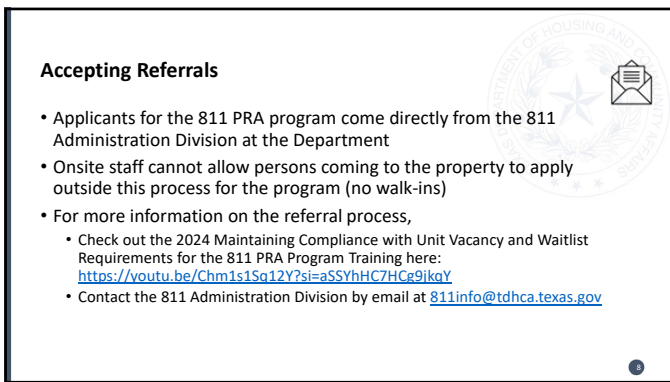 Accepting Referrals
• Applicants for the 811 PRA program come directly from the 811
Administration Division at the Department
• Onsite staff cannot allow persons coming to the property to apply
outside this process for the program (no walk-ins)
• For more information on the referral process,
• Check out the 2024 Maintaining Compliance with Unit Vacancy and Waitlist
Requirements for the 811 PRA Program Training here:
https://youtu.be/Chm1s1Sq12Y?si=aSSYhHC7HCg9jkqY
• Contact the 811 Administration Division by email at 811info@tdhca.texas.gov
8